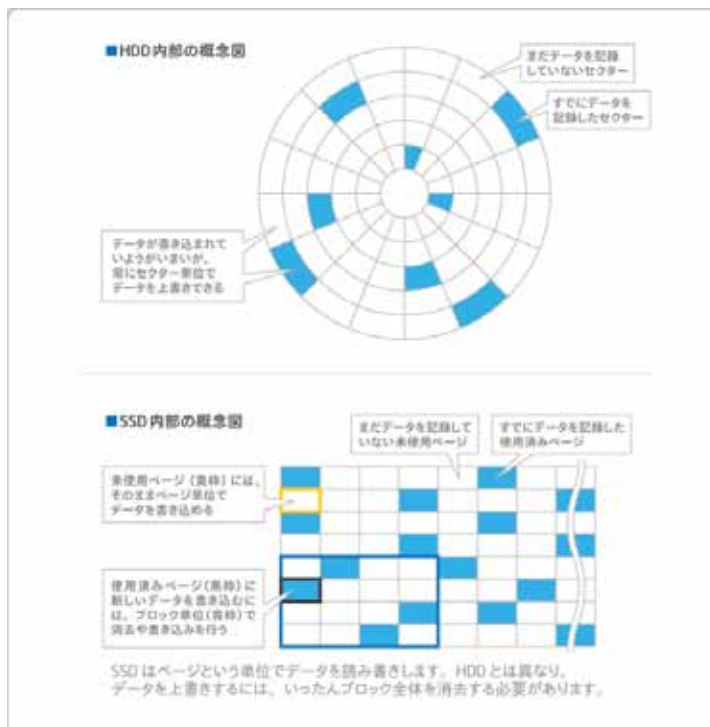 ■HDD内部の概念図
まだデータを記録
していないセクター
すでにデータを
記録したセクター
データが書き込まれて
いようがいまいが、
常にセクター単位で
データを上書きできる
■SSD内部の概念図
まだデータを記録して
いない未使用ページ
すでにデータを記録した
使用済みページ
未使用ページ（黄枠）には、
そのままページ単位で
データを書き込める
使用済みページ(黒枠)に
新しいデータを書き込むに
は、ブロック単位(青枠)で
消去や書き込みを行う
SSDはページという単位でデータを読み書きします。HDDとは異なり、
データを上書きするには、いったんブロック全体を消去する必要があります。